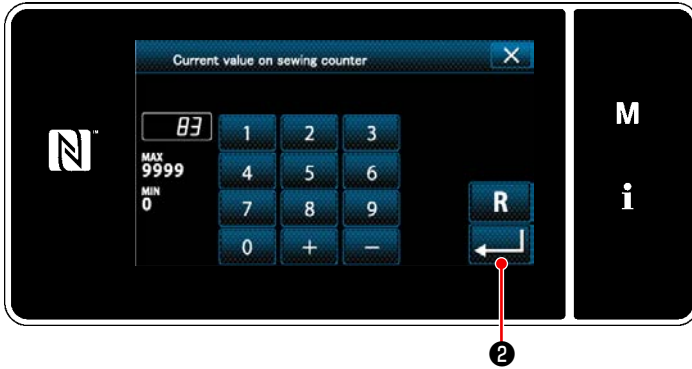 Current value on sewing counter ×
83
MAX
9999
MIN
0
1 2 3
4 5 6
7 8 9
0 + −
R
N
M
i
❷